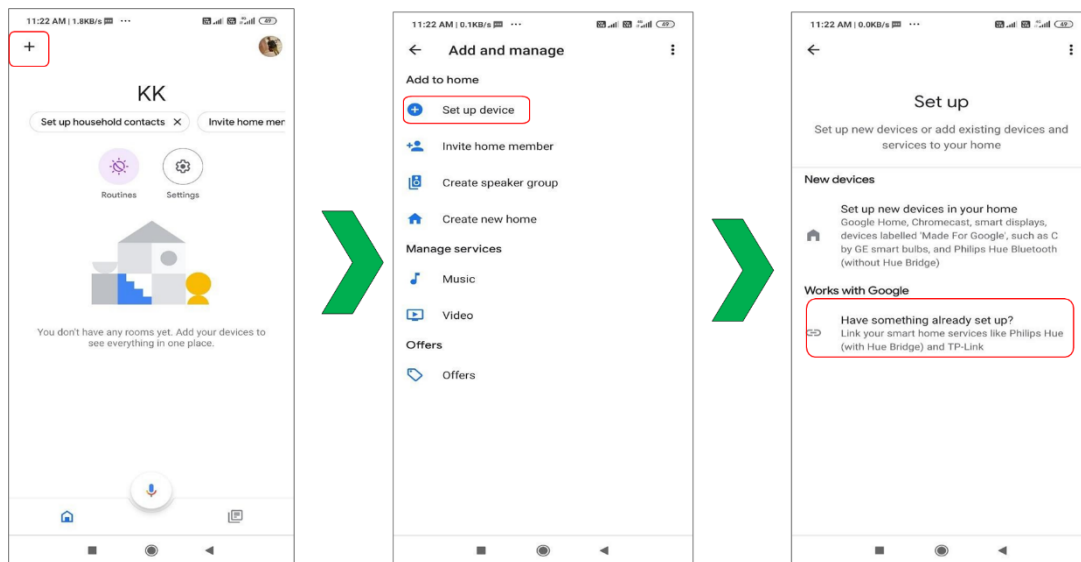 11:22 AM | 1.8KB/s ··· 49
+
KK
Set up household contacts X
Invite home mer
Routines
Settings
You don't have any rooms yet. Add your devices to
see everything in one place.
11:22 AM | 0.1KB/s ··· 49
Add and manage
Add to home
Set up device
Invite home member
Create speaker group
Create new home
Manage services
Music
Video
Offers
Offers
11:22 AM | 0.0KB/s ··· 49
Set up
Set up new devices or add existing devices and
services to your home
New devices
Set up new devices in your home
Google Home, Chromecast, smart displays,
devices labelled 'Made For Google', such as C
by GE smart bulbs, and Philips Hue Bluetooth
(without Hue Bridge)
Works with Google
Have something already set up?
Link your smart home services like Philips Hue
(with Hue Bridge) and TP-Link